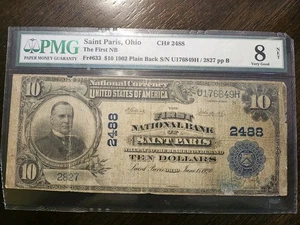 PMG
PAPER MONEY GUARANTY
Saint Paris, Ohio CH# 2488
The First NB
Fr#633 $10 1902 Plain Back S/N U176849H / 2827 pp B
8
Very Good
NET
National Currency
UNITED STATES OF AMERICA
U176849H
10
10
2488
FIRST
NATIONAL BANK
OF
SAINT PARIS
2488
TEN DOLLARS
2827